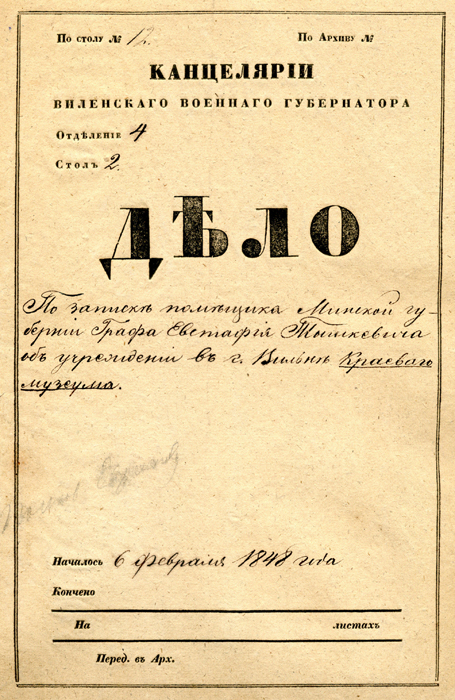 По столу № 12. По Архиву №
КАНЦЕЛЯРІИ
ВИЛЕНСКАГО ВОЕННАГО ГУБЕРНАТОРА
Отдѣленіе 4
Столъ 2.
ДѢЛО
По запискѣ помѣщика Минской гу-
берніи Графа Евстафія Тышкевича
объ учрежденіи въ г. Вильнѣ Краеваго
музеума.
Началось 6 февраля 1848 года
Кончено
На листахъ
Перед. въ Арх.